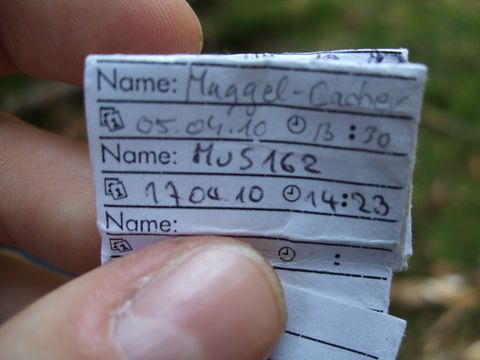 Name: Muggel-Cacher
05.04.10 13:30
Name: MUS162
17.04.10 14:23
Name:
: